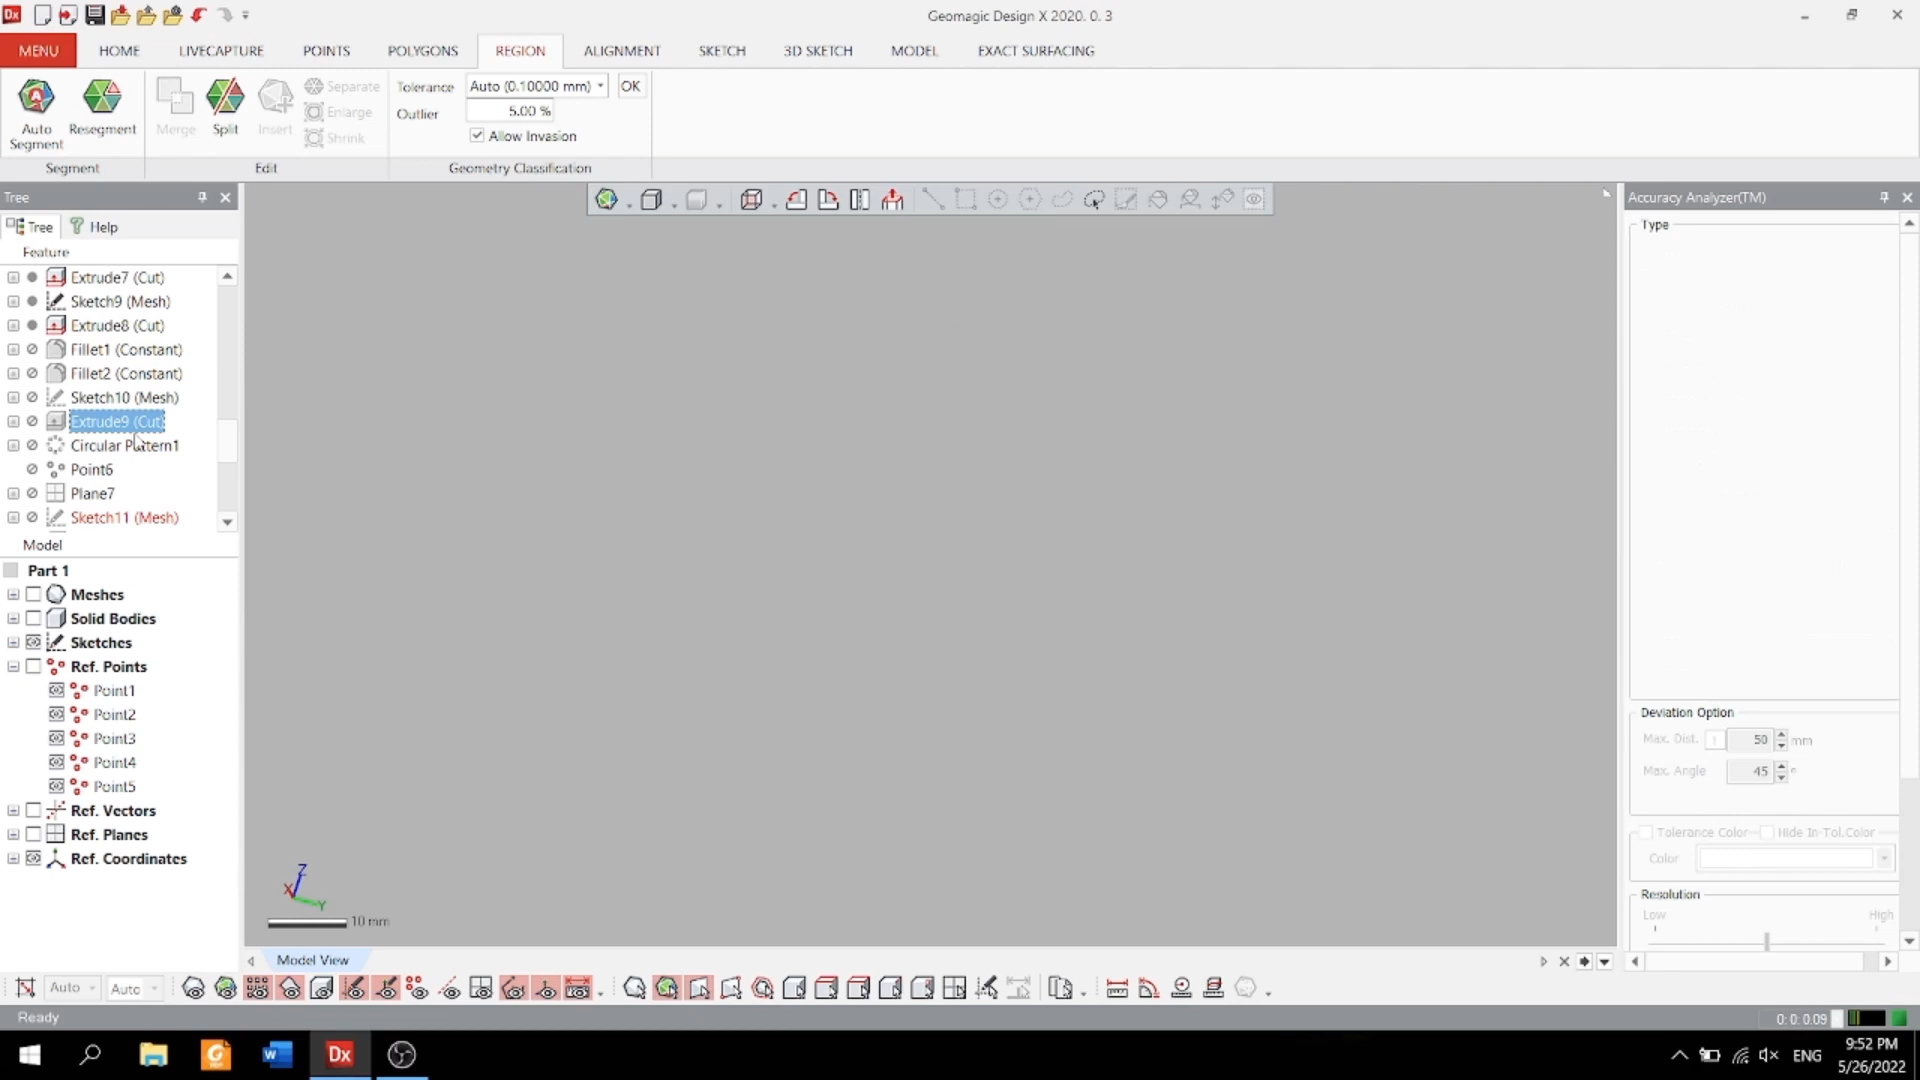 Dx
Geomagic Design X 2020. 0. 3
MENU HOME LIVECAPTURE POINTS POLYGONS REGION ALIGNMENT SKETCH 3D SKETCH MODEL EXACT SURFACING
Auto Segment
Resegment
Merge
Split
Insert
Separate
Enlarge
Shrink
Tolerance Auto (0.10000 mm) OK
Outlier 5.00 %
Allow Invasion
Segment Edit Geometry Classification
Tree
Tree Help
Feature
Extrude7 (Cut)
Sketch9 (Mesh)
Extrude8 (Cut)
Fillet1 (Constant)
Fillet2 (Constant)
Sketch10 (Mesh)
Extrude9 (Cut)
Circular Pattern1
Point6
Plane7
Sketch11 (Mesh)
Model
Part 1
Meshes
Solid Bodies
Sketches
Ref. Points
Point1
Point2
Point3
Point4
Point5
Ref. Vectors
Ref. Planes
Ref. Coordinates
Z
X
Y
10 mm
Model View
Accuracy Analyzer(TM)
Type
Deviation Option
Max. Dist. 50 mm
Max. Angle 45 °
Tolerance Color Hide In-Tol.Color
Color
Resolution
Low High
Auto Auto
Ready
0: 0: 0.09
W
Dx
ENG
9:52 PM
5/26/2022